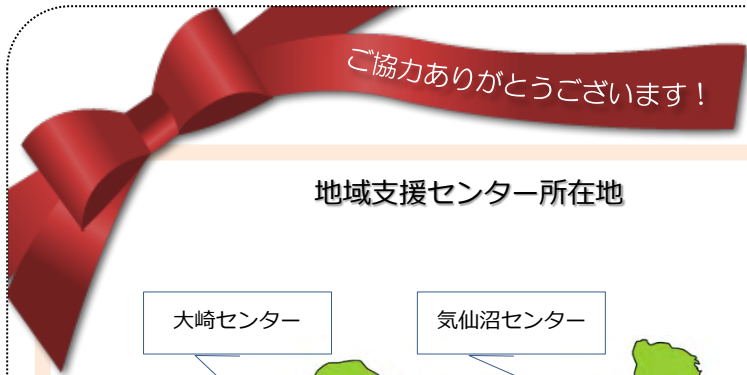 ご協力ありがとうございます！
地域支援センター所在地
大崎センター
気仙沼センター